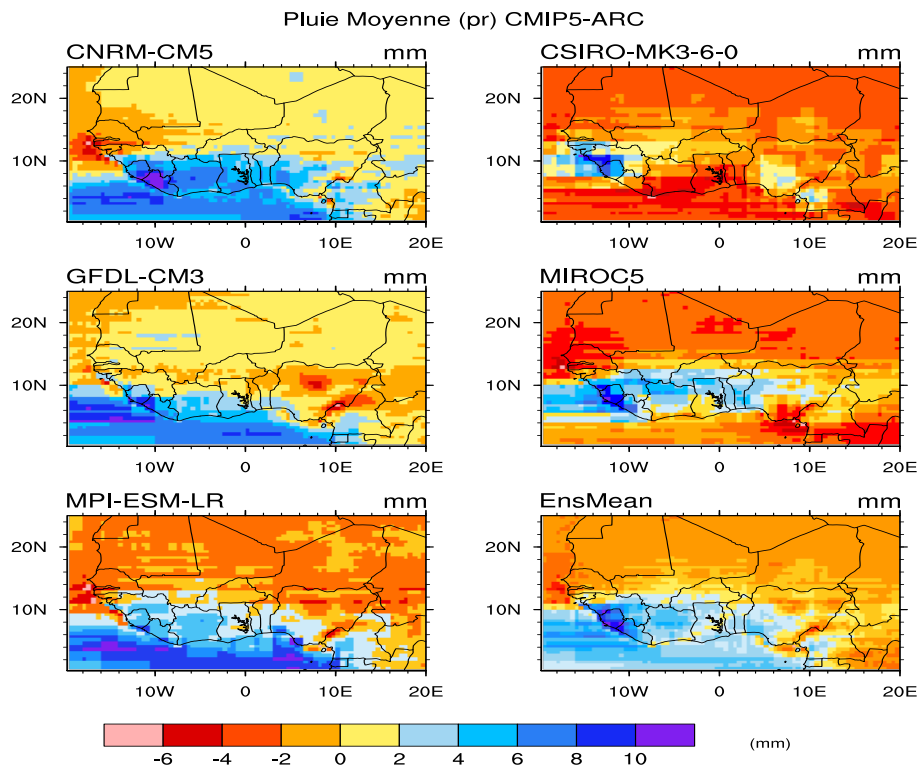 Pluie Moyenne (pr) CMIP5-ARC
CNRM-CM5 mm
20N
10N
10W 0 10E 20E
CSIRO-MK3-6-0 mm
20N
10N
10W 0 10E 20E
GFDL-CM3 mm
20N
10N
10W 0 10E 20E
MIROC5 mm
20N
10N
10W 0 10E 20E
MPI-ESM-LR mm
20N
10N
10W 0 10E 20E
EnsMean mm
20N
10N
10W 0 10E 20E
-6 -4 -2 0 2 4 6 8 10 (mm)